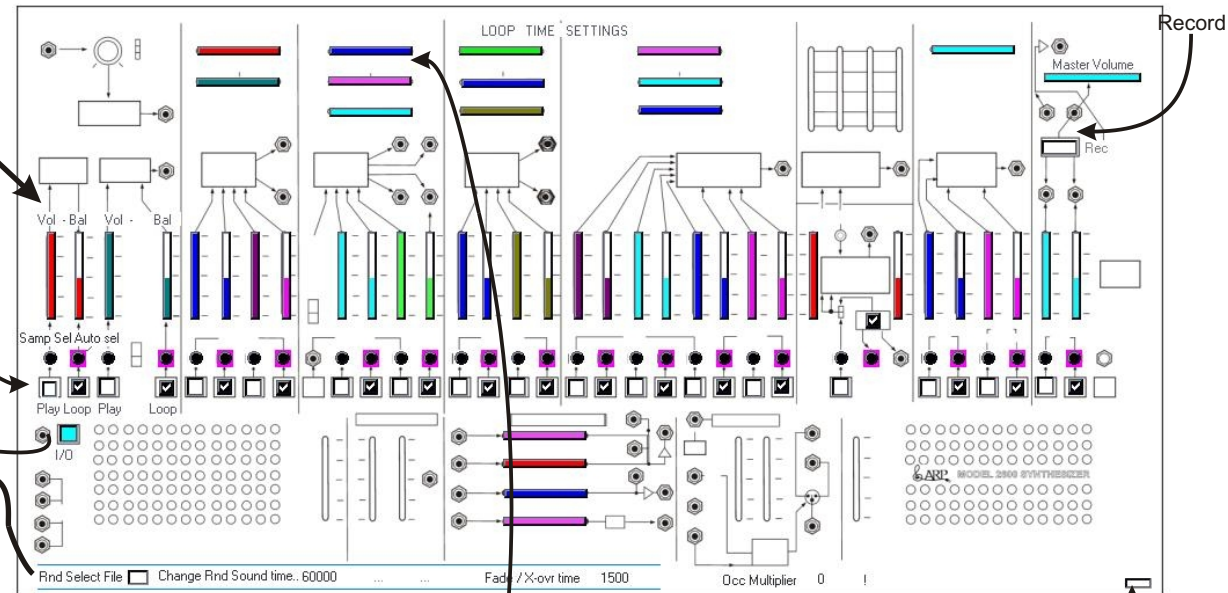 LOOP TIME SETTINGS
Record
Master Volume
Rec
Vol - Bal Vol - Bal
Samp Sel Auto sel
Play Loop Play Loop
I/O
ARP MODEL 2600 SYNTHESIZER
Rnd Select File Change Rnd Sound time.. 60000 ... ... Fade / X-ovr time 1500 Occ Multiplier 0 !